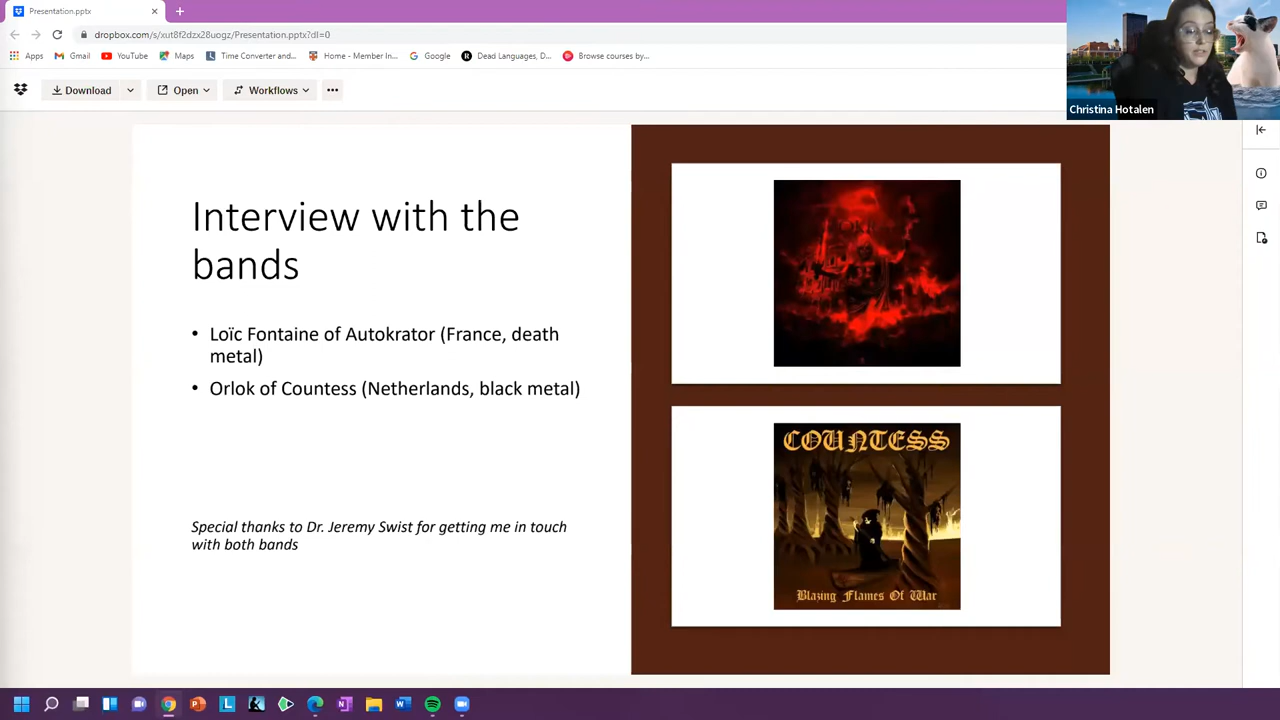 Presentation.pptx
dropbox.com/s/xut8f2dzx28uogz/Presentation.pptx?dl=0
Apps
Gmail
YouTube
Maps
Time Converter and...
Home - Member In...
Google
Dead Languages, D...
Browse courses by...
Download
Open
Workflows
Christina Hotalen
Interview with the
bands
• Loïc Fontaine of Autokrator (France, death
metal)
• Orlok of Countess (Netherlands, black metal)
Special thanks to Dr. Jeremy Swist for getting me in touch
with both bands
COUNTESS
Blazing Flames Of War